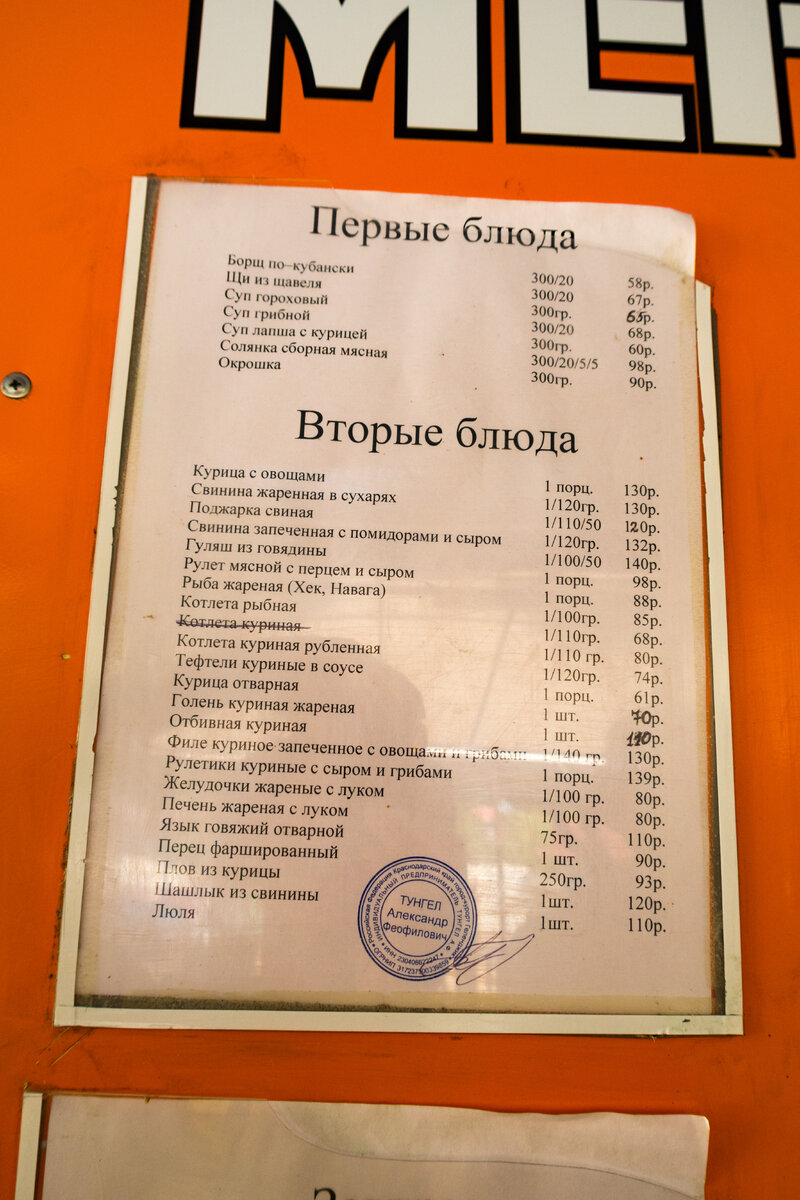 МЕ
Первые блюда
Борщ по-кубански 300/20 58р.
Щи из щавеля 300/20 67р.
Суп гороховый 300гр. 65р.
Суп грибной 300/20 68р.
Суп лапша с курицей 300гр. 60р.
Солянка сборная мясная 300/20/5/5 98р.
Окрошка 300гр. 90р.
Вторые блюда
Курица с овощами 1 порц. 130р.
Свинина жаренная в сухарях 1/120гр. 130р.
Поджарка свиная 1/110/50 120р.
Свинина запеченная с помидорами и сыром 1/120гр. 132р.
Гуляш из говядины 1/100/50 140р.
Рулет мясной с перцем и сыром 1 порц. 98р.
Рыба жареная (Хек, Навага) 1 порц. 88р.
Котлета рыбная 1/100гр. 85р.
Котлета куриная 1/110гр. 68р.
Котлета куриная рубленная 1/110 гр. 80р.
Тефтели куриные в соусе 1/120гр. 74р.
Курица отварная 1 порц. 61р.
Голень куриная жареная 1 шт. 70р.
Отбивная куриная 1 шт. 110р.
Филе куриное запеченное с овощами и грибами 1/140 гр. 130р.
Рулетики куриные с сыром и грибами 1 порц. 139р.
Желудочки жареные с луком 1/100 гр. 80р.
Печень жареная с луком 1/100 гр. 80р.
Язык говяжий отварной 75гр. 110р.
Перец фаршированный 1 шт. 90р.
Плов из курицы 250гр. 93р.
Шашлык из свинины 1шт. 120р.
Люля 1шт. 110р.
Российская Федерация Краснодарский край
ИНДИВИДУАЛЬНЫЙ ПРЕДПРИНИМАТЕЛЬ
ТУНГЕЛ
Александр
Феофилович